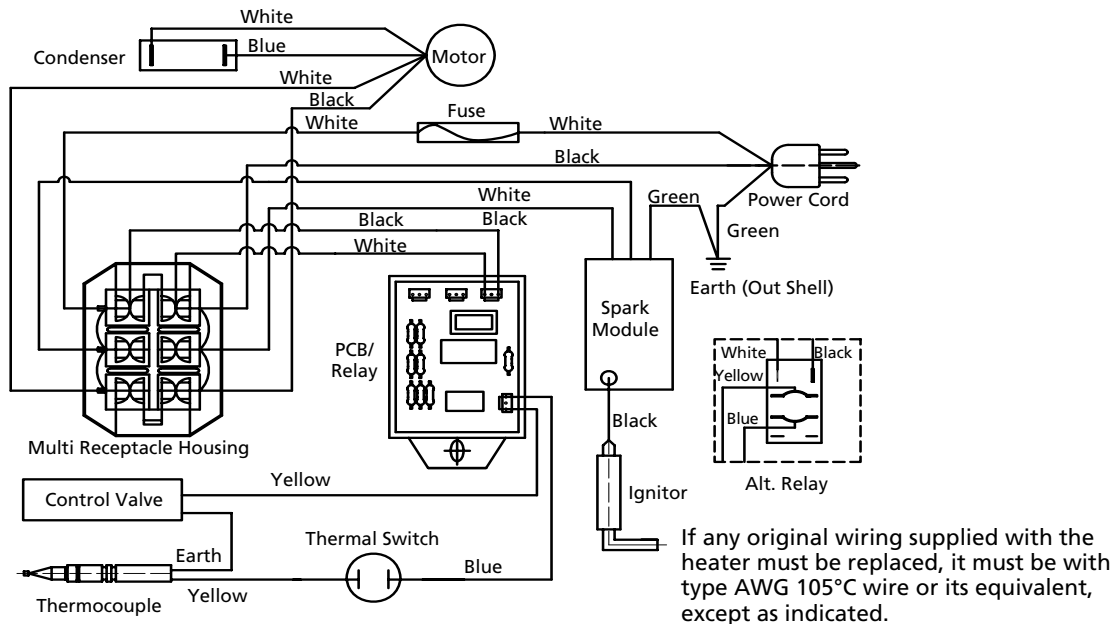 White
Condenser
Blue
Motor
White
Black
White
Fuse
White
Black
Power Cord
White
Green
Green
Black
Black
White
Earth (Out Shell)
Spark
Module
PCB/
Relay
White
Black
Yellow
Blue
Alt. Relay
Black
Multi Receptacle Housing
Yellow
Control Valve
Ignitor
Earth
Thermal Switch
Blue
Yellow
Thermocouple
If any original wiring supplied with the
heater must be replaced, it must be with
type AWG 105°C wire or its equivalent,
except as indicated.